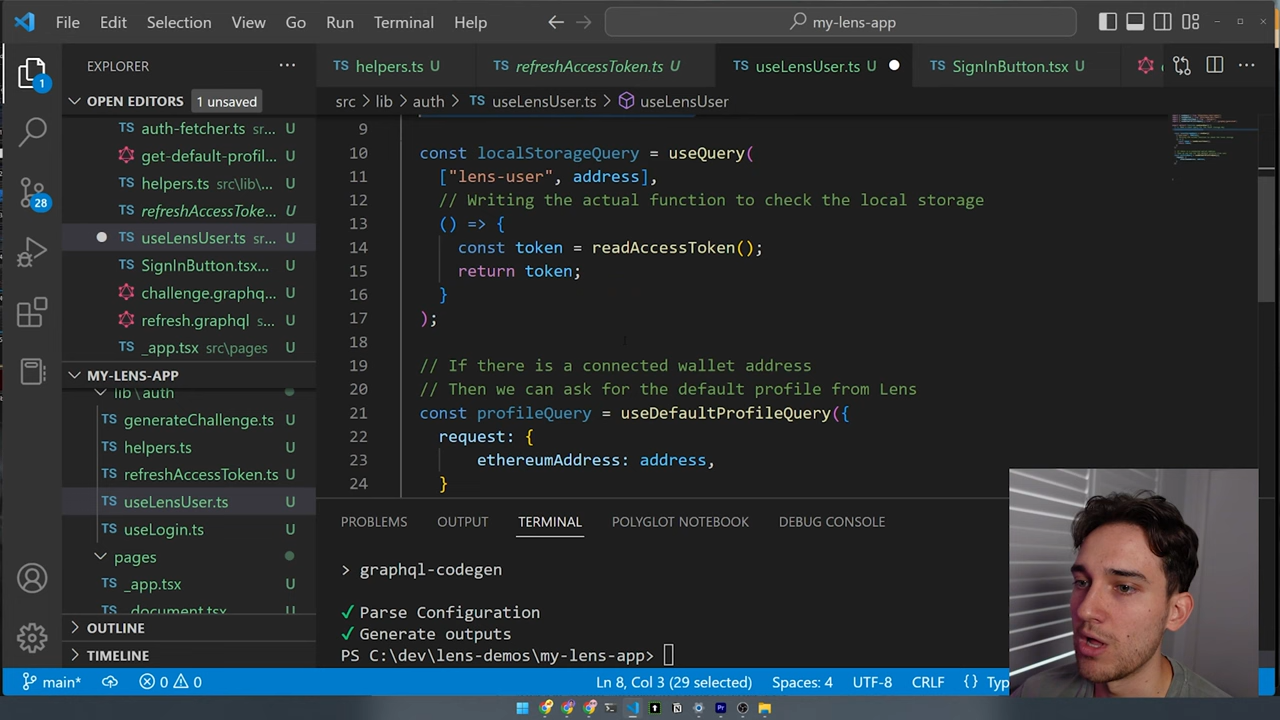 File Edit Selection View Go Run Terminal Help my-lens-app
EXPLORER
TS helpers.ts U TS refreshAccessToken.ts U TS useLensUser.ts U TS SignInButton.tsx U
OPEN EDITORS 1 unsaved
src > lib > auth > TS useLensUser.ts > useLensUser
TS auth-fetcher.ts sr... U
get-default-profil... U
TS helpers.ts src\lib\... U
TS refreshAccessToke... U
TS useLensUser.ts sr... U
TS SignInButton.tsx... U
challenge.graphq... U
refresh.graphql s... U
TS _app.tsx src\pages U
MY-LENS-APP
lib \ auth
TS generateChallenge.ts U
TS helpers.ts U
TS refreshAccessToken.ts U
TS useLensUser.ts U
TS useLogin.ts U
pages
TS _app.tsx U
_document.tsx U
OUTLINE
TIMELINE
1
28
9
10 const localStorageQuery = useQuery(
11 ["lens-user", address],
12 // Writing the actual function to check the local storage
13 () => {
14 const token = readAccessToken();
15 return token;
16 }
17 );
18
19 // If there is a connected wallet address
20 // Then we can ask for the default profile from Lens
21 const profileQuery = useDefaultProfileQuery({
22 request: {
23 ethereumAddress: address,
24 }
PROBLEMS OUTPUT TERMINAL POLYGLOT NOTEBOOK DEBUG CONSOLE
> graphql-codegen
✓ Parse Configuration
✓ Generate outputs
PS C:\dev\lens-demos\my-lens-app>
main* 0 0 Ln 8, Col 3 (29 selected) Spaces: 4 UTF-8 CRLF {} Typ